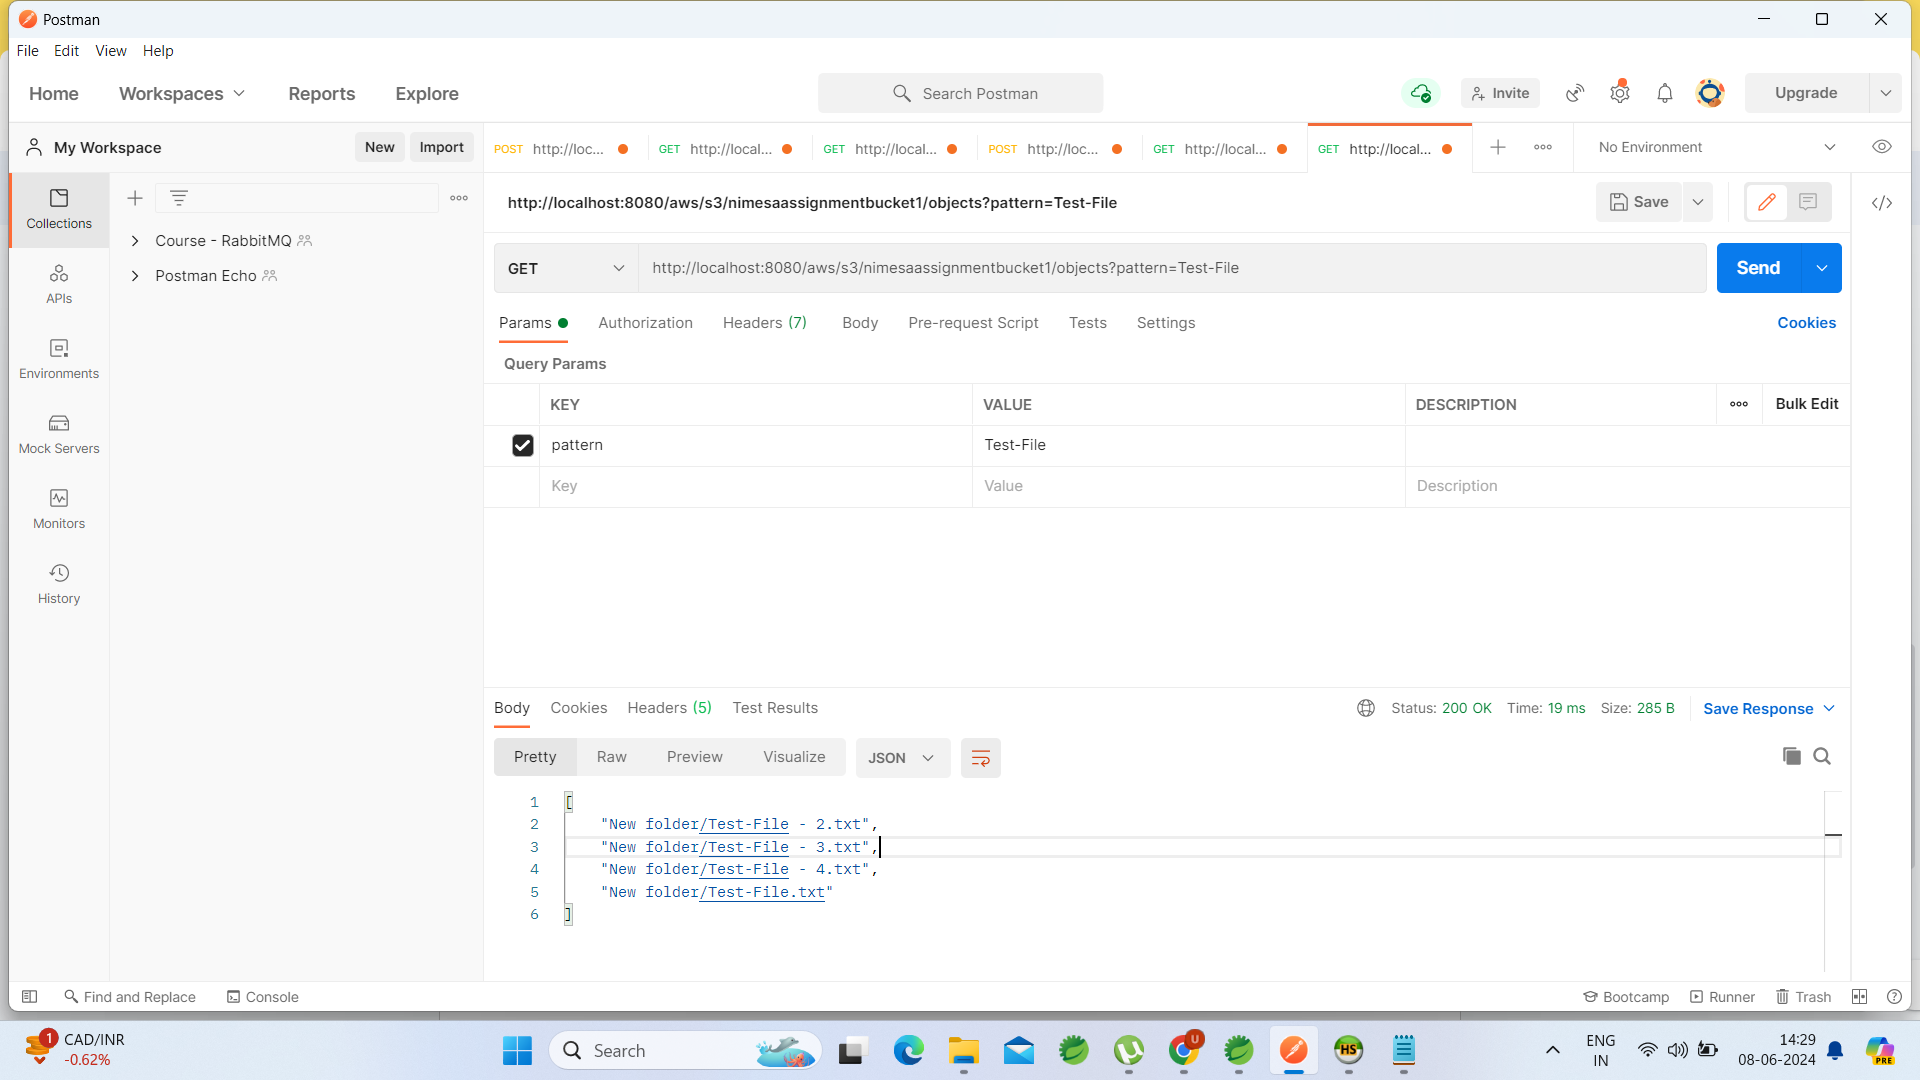 Postman
File Edit View Help
Home Workspaces Reports Explore Search Postman Invite Upgrade
My Workspace New Import
POST http://loc... GET http://local... GET http://local... POST http://loc... GET http://local... GET http://local... No Environment
Collections
APIs
Environments
Mock Servers
Monitors
History
Course - RabbitMQ
Postman Echo
http://localhost:8080/aws/s3/nimesaassignmentbucket1/objects?pattern=Test-File Save
GET http://localhost:8080/aws/s3/nimesaassignmentbucket1/objects?pattern=Test-File Send
Params Authorization Headers (7) Body Pre-request Script Tests Settings Cookies
Query Params
KEY VALUE DESCRIPTION Bulk Edit
pattern Test-File
Key Value Description
Body Cookies Headers (5) Test Results Status: 200 OK Time: 19 ms Size: 285 B Save Response
Pretty Raw Preview Visualize JSON
1 [
2 "New folder/Test-File - 2.txt",
3 "New folder/Test-File - 3.txt",
4 "New folder/Test-File - 4.txt",
5 "New folder/Test-File.txt"
6 ]
Find and Replace Console Bootcamp Runner Trash
1 CAD/INR
-0.62%
Search
U
HS
ENG
IN
14:29
08-06-2024
PRE